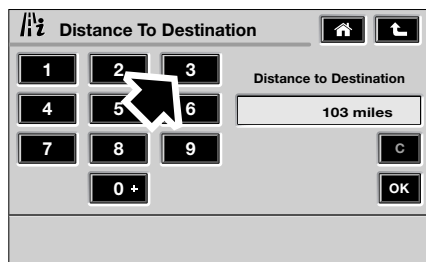 Distance To Destination
1 2 3
Distance to Destination
4 5 6
103 miles
7 8 9
C
0 +
OK